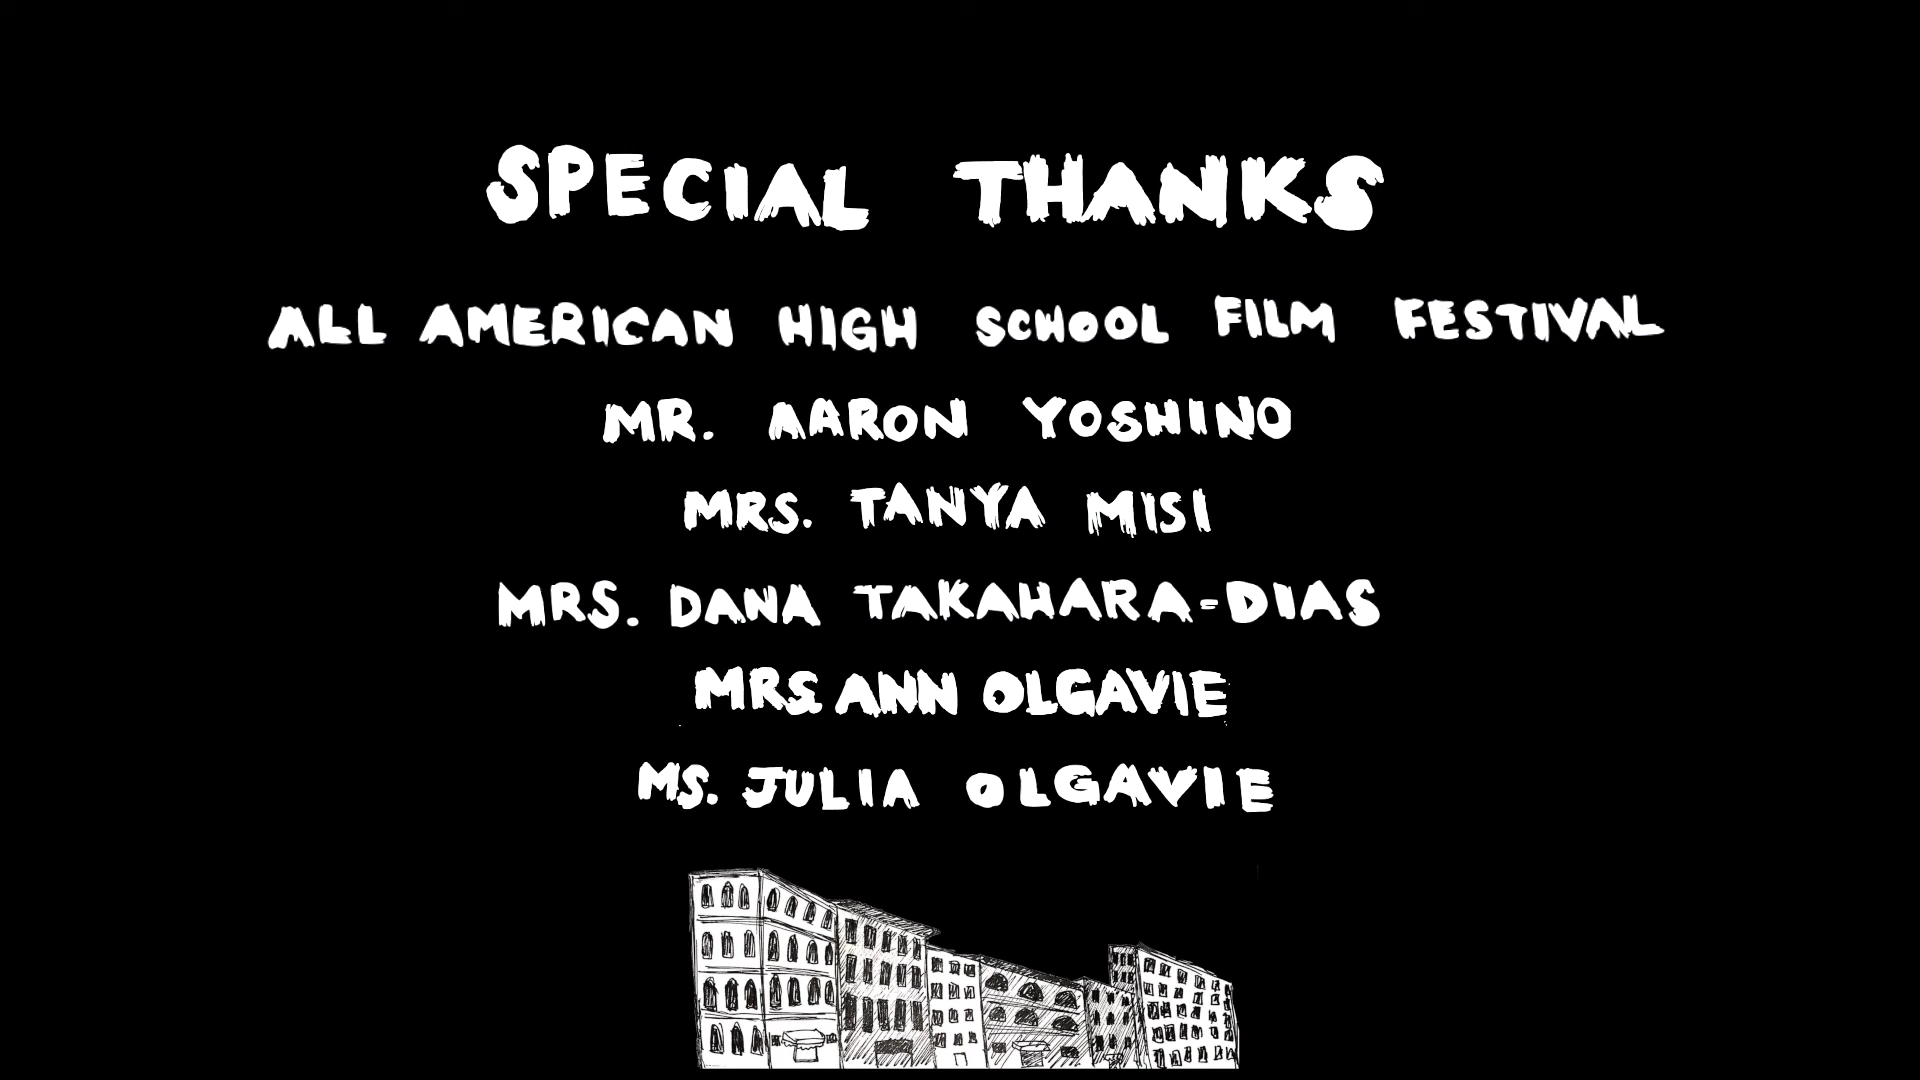 SPECIAL THANKS
ALL AMERICAN HIGH SCHOOL FILM FESTIVAL
MR. AARON YOSHINO
MRS. TANYA MISI
MRS. DANA TAKAHARA-DIAS
MRS ANN OLGAVIE
MS. JULIA OLGAVIE